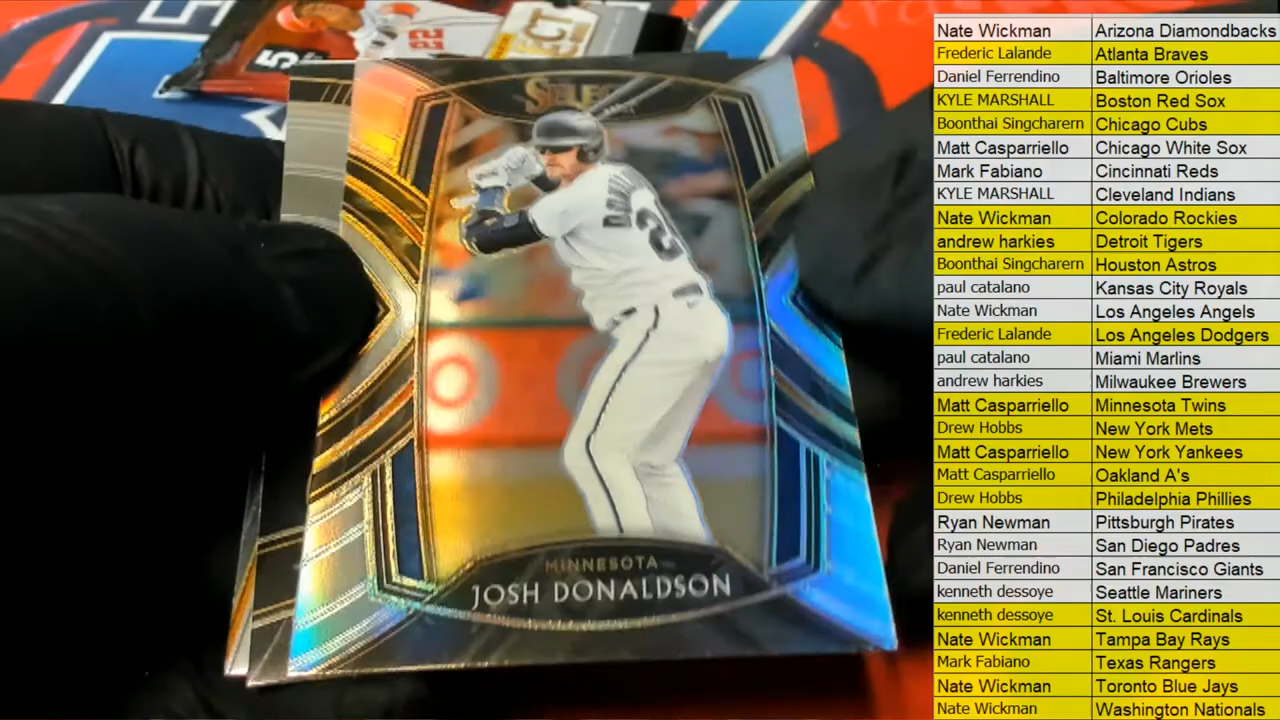 5
22
SELECT
MINNESOTA
JOSH DONALDSON
Nate Wickman Arizona Diamondbacks
Frederic Lalande Atlanta Braves
Daniel Ferrendino Baltimore Orioles
KYLE MARSHALL Boston Red Sox
Boonthai Singcharern Chicago Cubs
Matt Casparriello Chicago White Sox
Mark Fabiano Cincinnati Reds
KYLE MARSHALL Cleveland Indians
Nate Wickman Colorado Rockies
andrew harkies Detroit Tigers
Boonthai Singcharern Houston Astros
paul catalano Kansas City Royals
Nate Wickman Los Angeles Angels
Frederic Lalande Los Angeles Dodgers
paul catalano Miami Marlins
andrew harkies Milwaukee Brewers
Matt Casparriello Minnesota Twins
Drew Hobbs New York Mets
Matt Casparriello New York Yankees
Matt Casparriello Oakland A's
Drew Hobbs Philadelphia Phillies
Ryan Newman Pittsburgh Pirates
Ryan Newman San Diego Padres
Daniel Ferrendino San Francisco Giants
kenneth dessoye Seattle Mariners
kenneth dessoye St. Louis Cardinals
Nate Wickman Tampa Bay Rays
Mark Fabiano Texas Rangers
Nate Wickman Toronto Blue Jays
Nate Wickman Washington Nationals